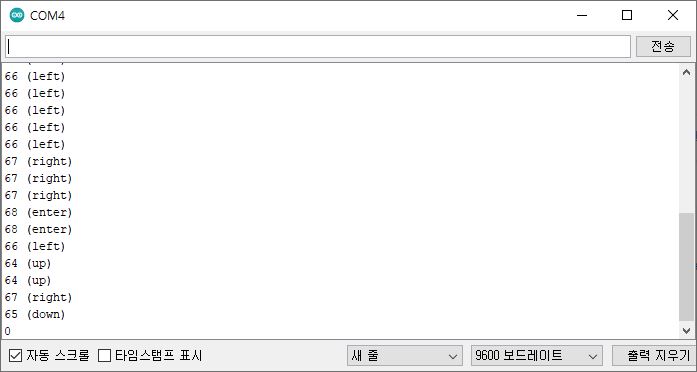 COM4
전송
66 (left)
66 (left)
66 (left)
66 (left)
66 (left)
67 (right)
67 (right)
67 (right)
68 (enter)
68 (enter)
66 (left)
64 (up)
64 (up)
67 (right)
65 (down)
0
자동 스크롤 타임스탬프 표시 새 줄 9600 보드레이트 출력 지우기